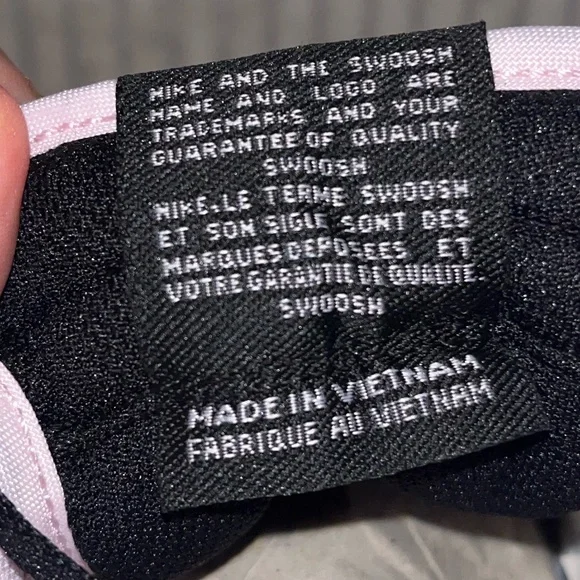 NIKE AND THE SWOOSH
NAME AND LOGO ARE
TRADEMARKS AND YOUR
GUARANTEE OF QUALITY
SWOOSH
NIKE.LE TERME SWOOSH
ET SON SIGLE SONT DES
MARQUES DEPOSEES ET
VOTRE GARANTIE DE QUALITE
SWOOSH
MADE IN VIETNAM
FABRIQUE AU VIETNAM